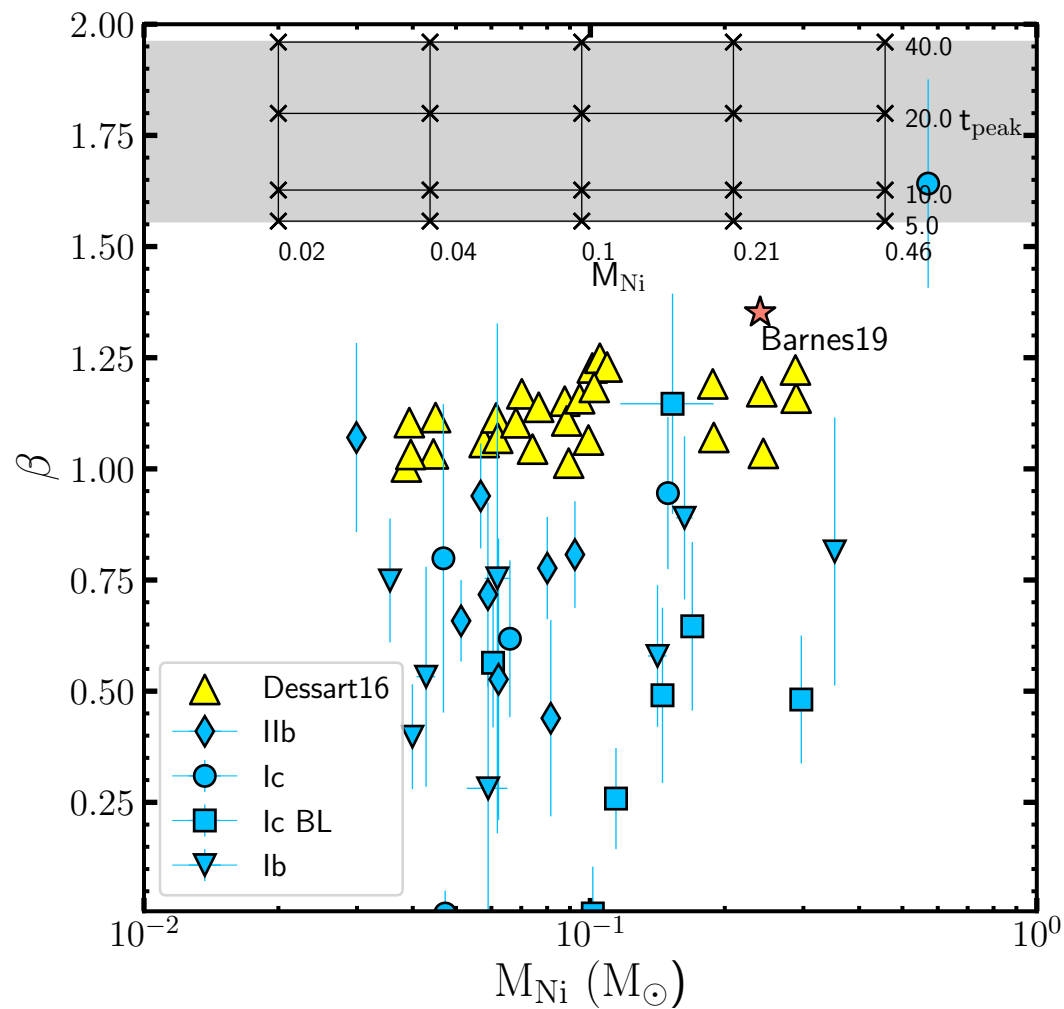 2.00
1.75
1.50
1.25
1.00
0.75
0.50
0.25
β
40.0
20.0 t_peak
10.0
5.0
0.02 0.04 0.1 0.21 0.46
M_Ni
Barnes19
Dessart16
IIb
Ic
Ic BL
Ib
10^{-2} 10^{-1} 10^{0}
M_Ni (M_⊙)